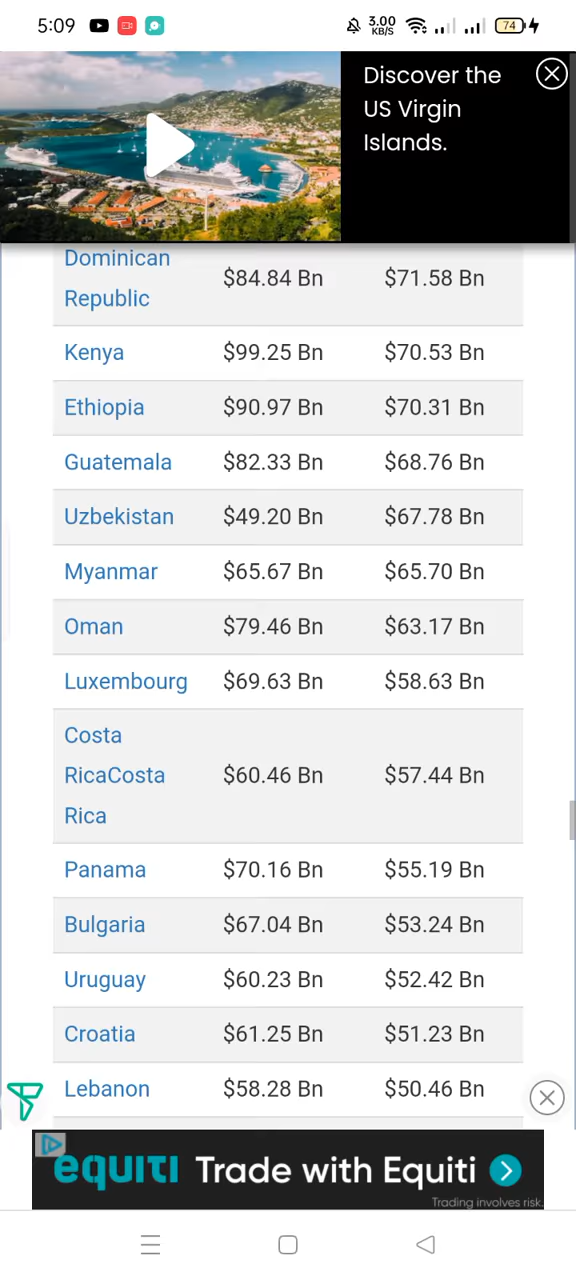 5:09 3.00 KB/S 74
Discover the
US Virgin
Islands.
Dominican
Republic $84.84 Bn $71.58 Bn
Kenya $99.25 Bn $70.53 Bn
Ethiopia $90.97 Bn $70.31 Bn
Guatemala $82.33 Bn $68.76 Bn
Uzbekistan $49.20 Bn $67.78 Bn
Myanmar $65.67 Bn $65.70 Bn
Oman $79.46 Bn $63.17 Bn
Luxembourg $69.63 Bn $58.63 Bn
Costa
RicaCosta $60.46 Bn $57.44 Bn
Rica
Panama $70.16 Bn $55.19 Bn
Bulgaria $67.04 Bn $53.24 Bn
Uruguay $60.23 Bn $52.42 Bn
Croatia $61.25 Bn $51.23 Bn
Lebanon $58.28 Bn $50.46 Bn
equiti Trade with Equiti
Trading involves risk.